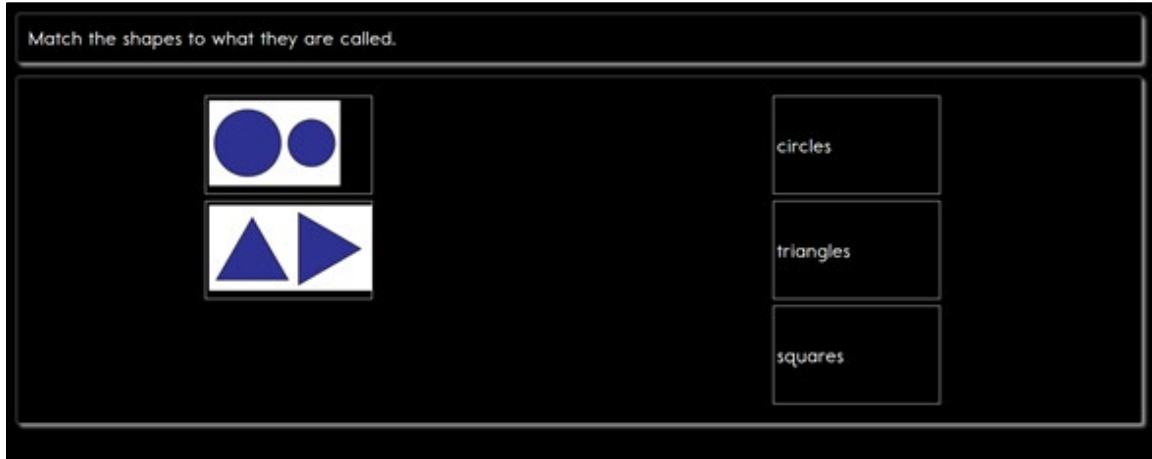 Match the shapes to what they are called.
circles
triangles
squares